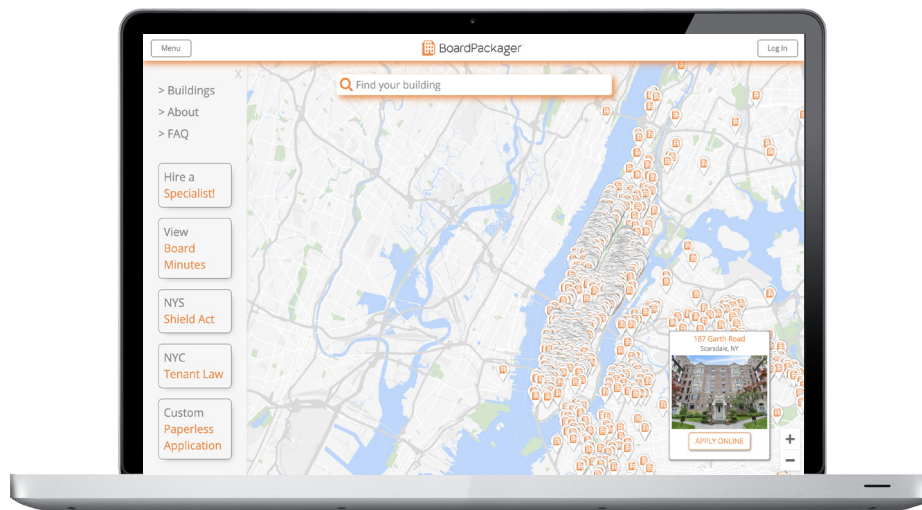 Menu
BoardPackager
Log In
X
Find your building
> Buildings
> About
> FAQ
Hire a
Specialist!
View
Board
Minutes
NYS
Shield Act
NYC
Tenant Law
Custom
Paperless
Application
187 Garth Road
Scarsdale, NY
APPLY ONLINE
+
−